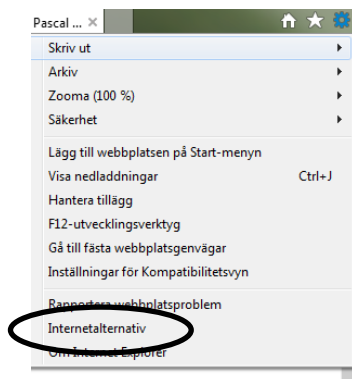 Pascal ...
Skriv ut
Arkiv
Zooma (100 %)
Säkerhet
Lägg till webbplatsen på Start-menyn
Visa nedladdningar Ctrl+J
Hantera tillägg
F12-utvecklingsverktyg
Gå till fästa webbplatsgenvägar
Inställningar för Kompatibilitetsvyn
Rapportera webbplatsproblem
Internetalternativ
Om Internet Explorer